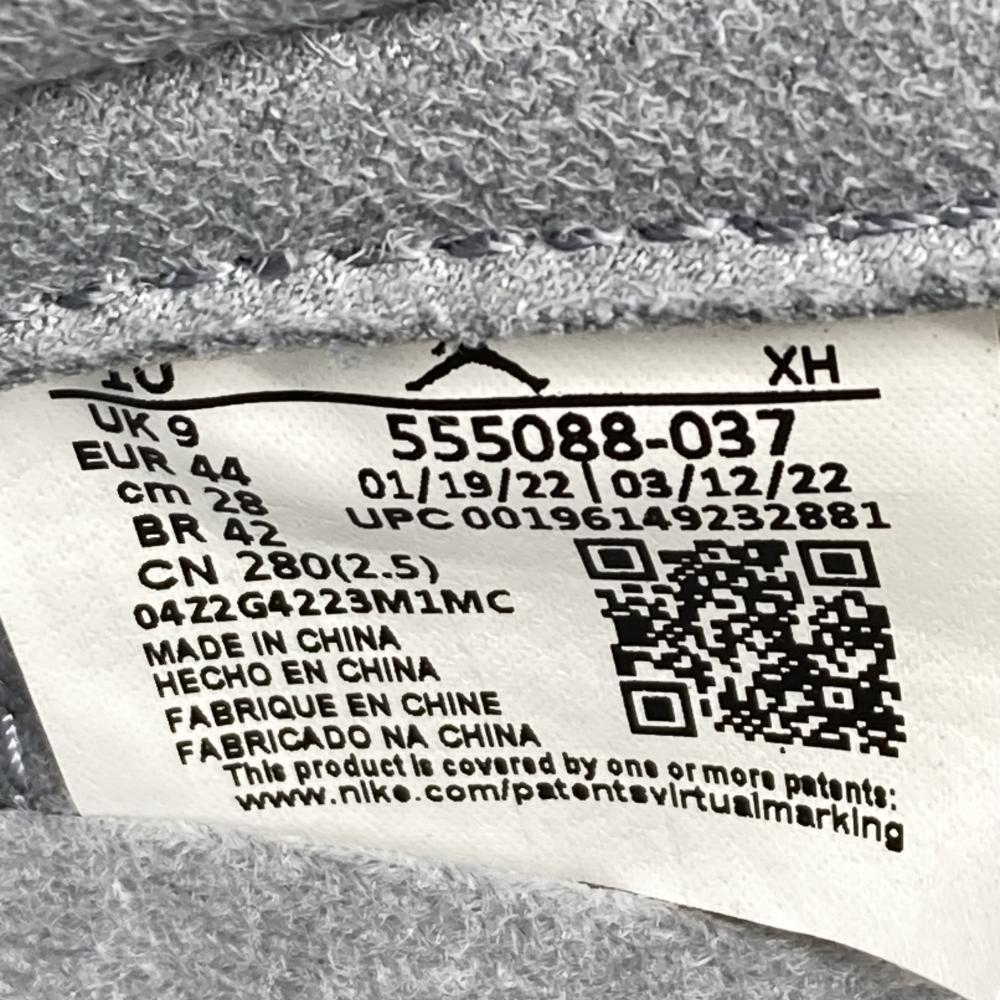 10 XH
UK 9
555088-037
EUR 44
01/19/22 | 03/12/22
cm 28
UPC 00196149232881
BR 42
CN 280(2.5)
04Z2G4223M1MC
MADE IN CHINA
HECHO EN CHINA
FABRIQUE EN CHINE
FABRICADO NA CHINA
This product is covered by one or more patents:
www.nike.com/patentsvirtualmarking